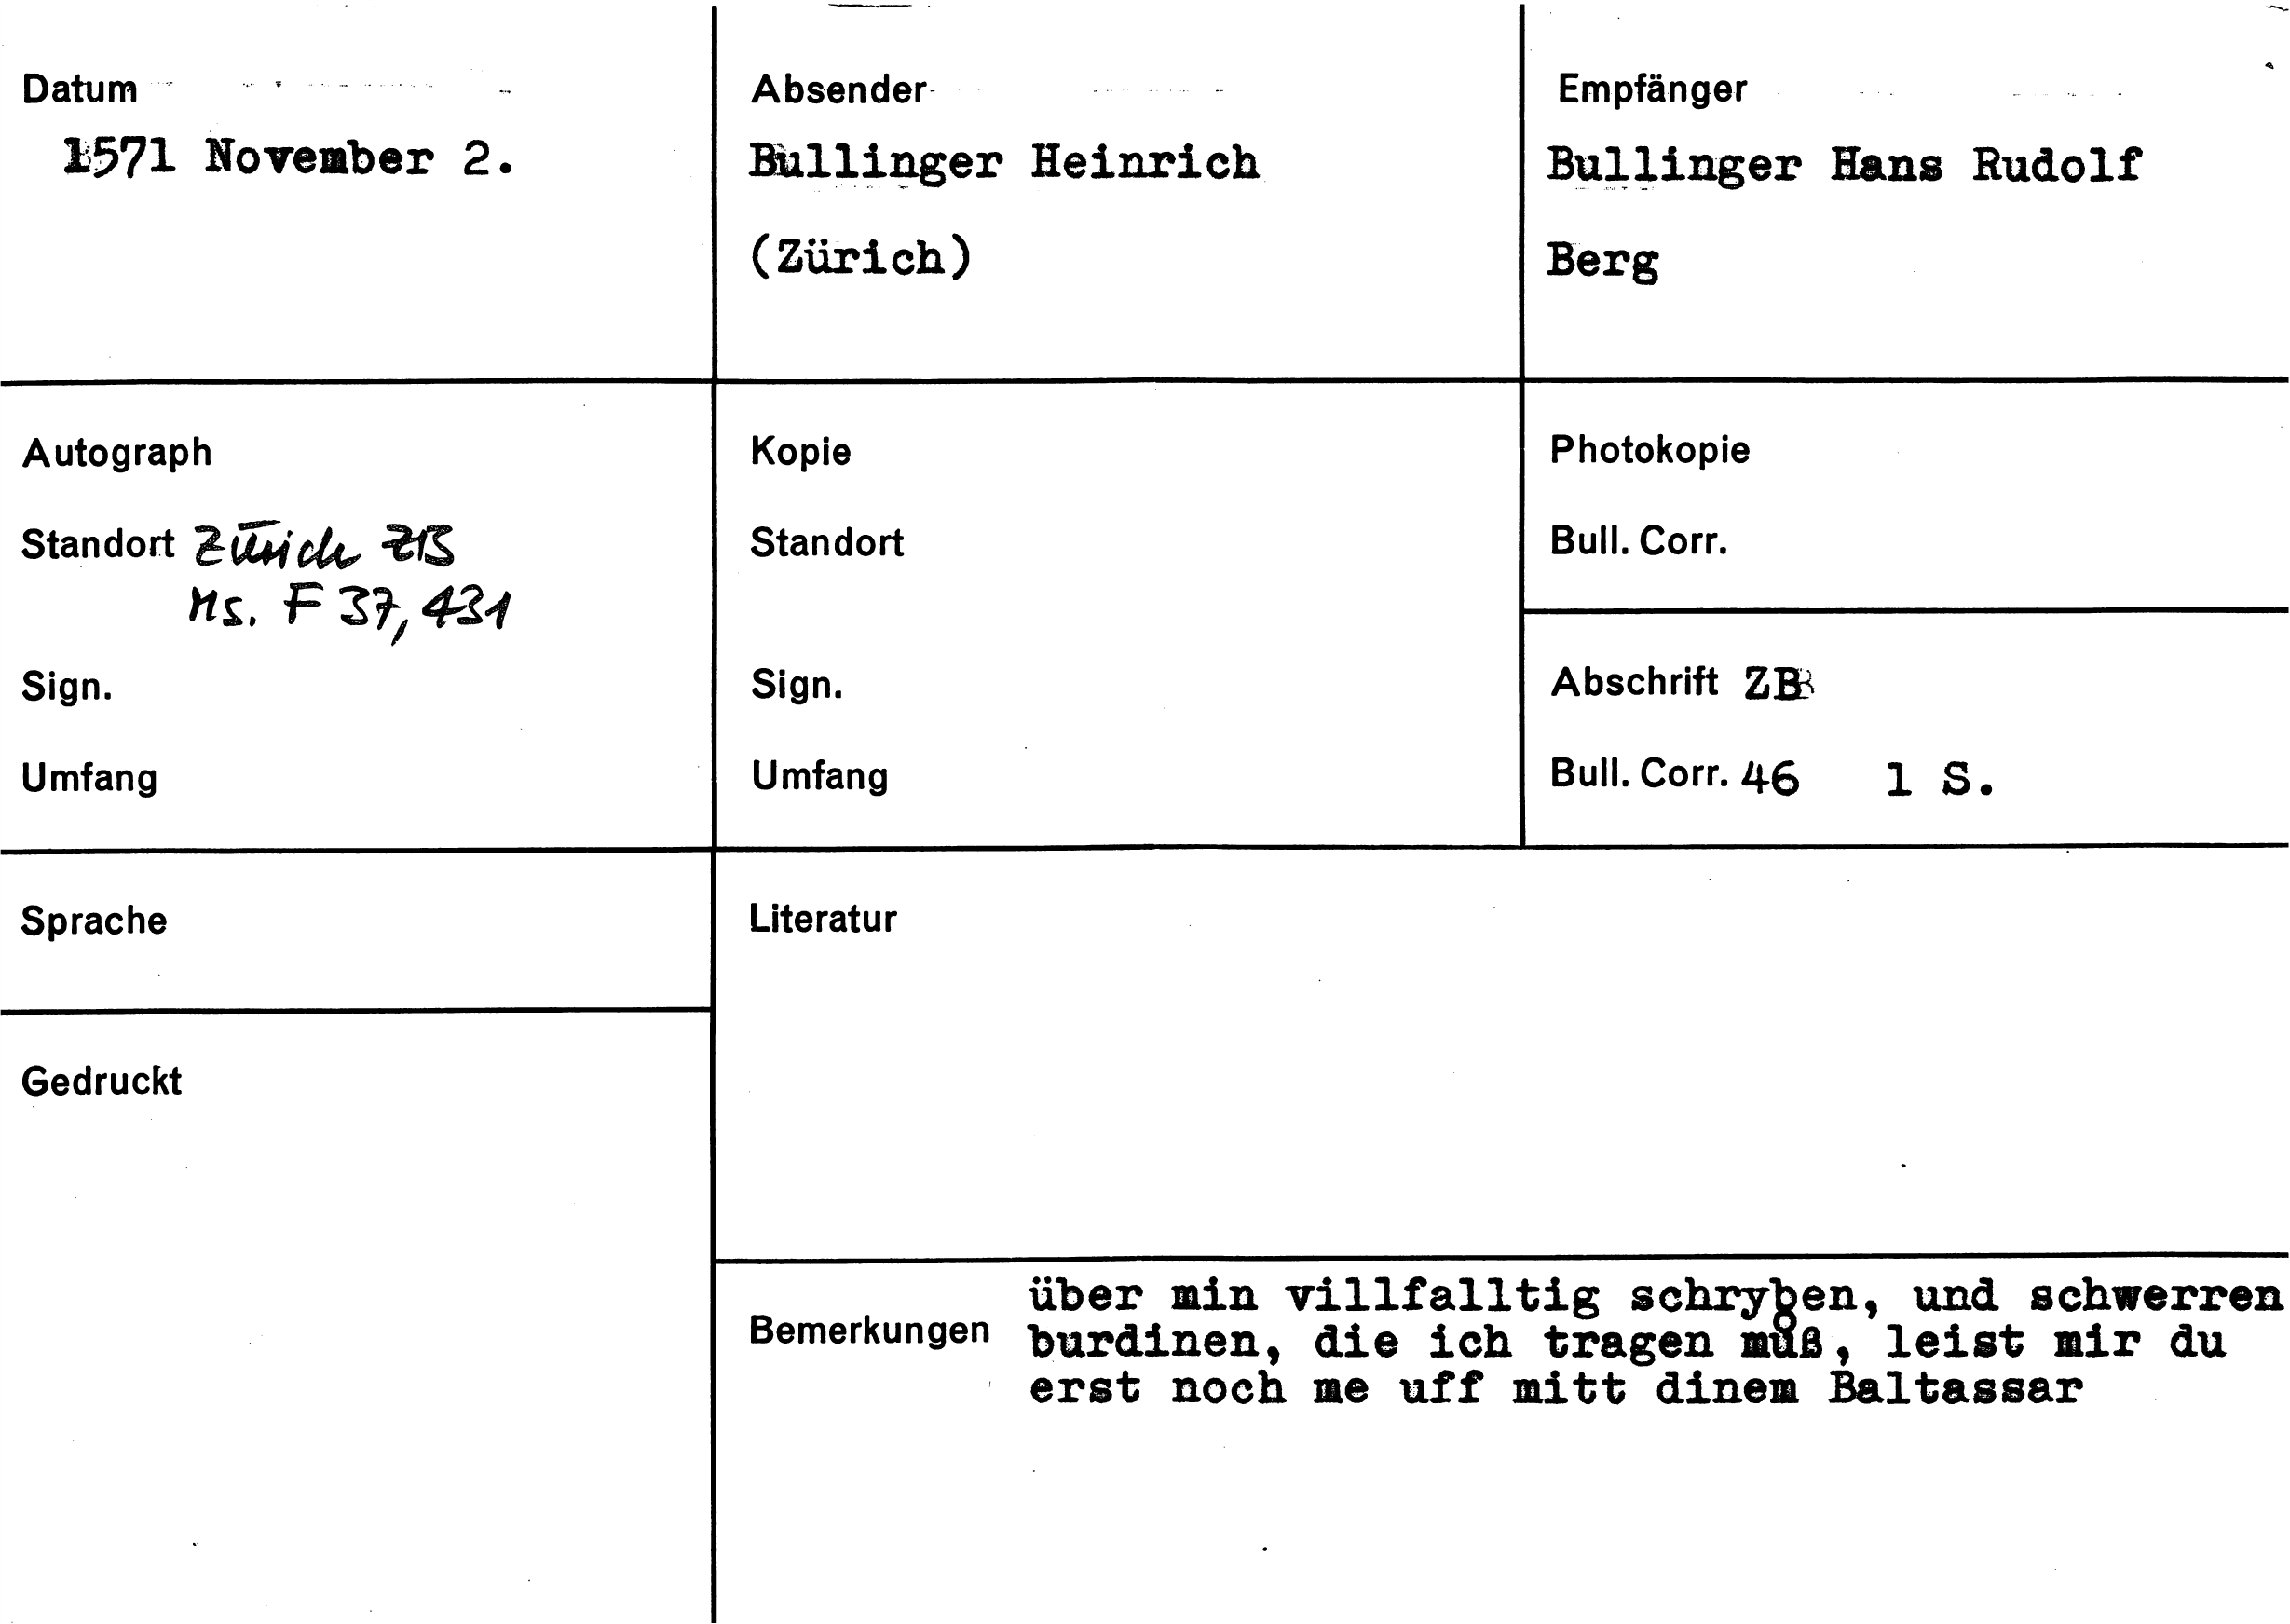 Datum
1571 November 2.
Absender
Bullinger Heinrich
(Zürich)
Empfänger
Bullinger Hans Rudolf
Berg
Autograph
Standort Zürich ZB
Ms. F 37, 431
Sign.
Umfang
Kopie
Standort
Sign.
Umfang
Photokopie
Bull. Corr.
Abschrift ZB
Bull. Corr. 46 1 S.
Sprache
Gedruckt
Literatur
Bemerkungen
über min villfalltig schryben, und schwerren
burdinen, die ich tragen můß, leist mir du
erst noch me uff mitt dinem Baltassar